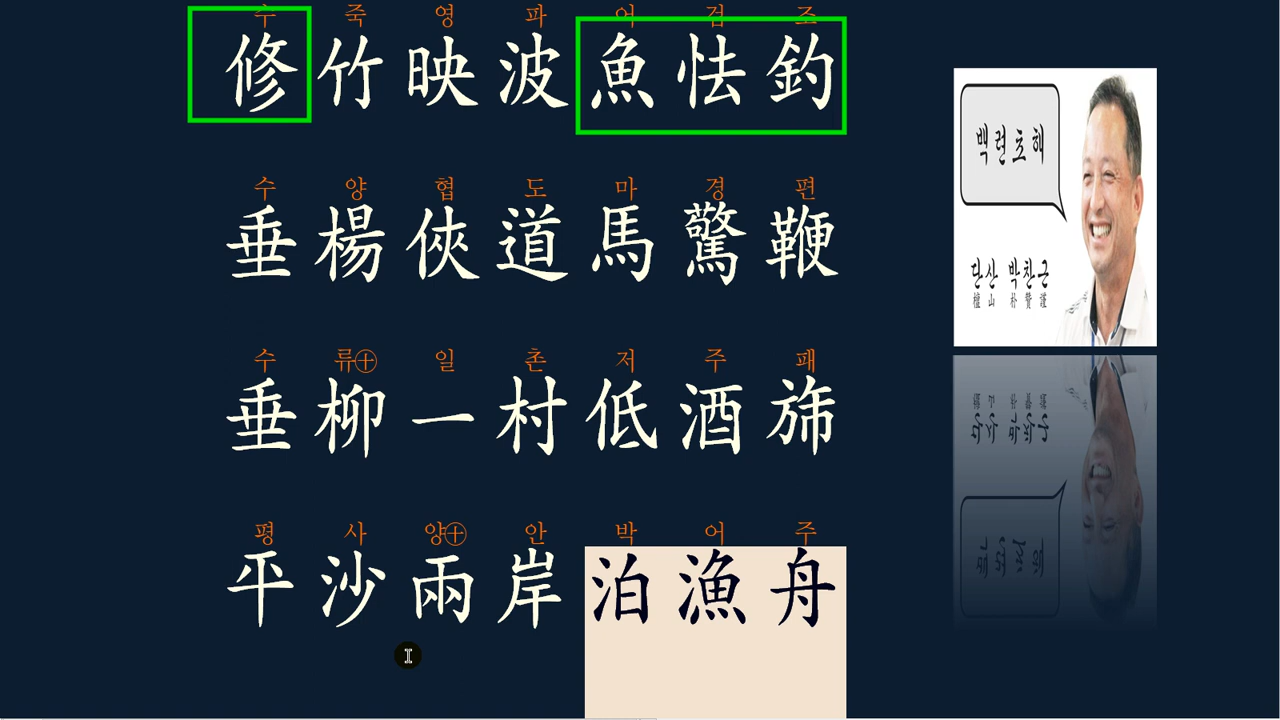 수 죽 영 파 어 겁 조
修竹映波魚怯釣
수 양 협 도 마 경 편
垂楊俠道馬驚鞭
수 류⊕ 일 촌 저 주 패
垂柳一村低酒旆
평 사 양⊕ 안 박 어 주
平沙兩岸泊漁舟
백련초해
단산 박찬근
檀山 朴贊謹